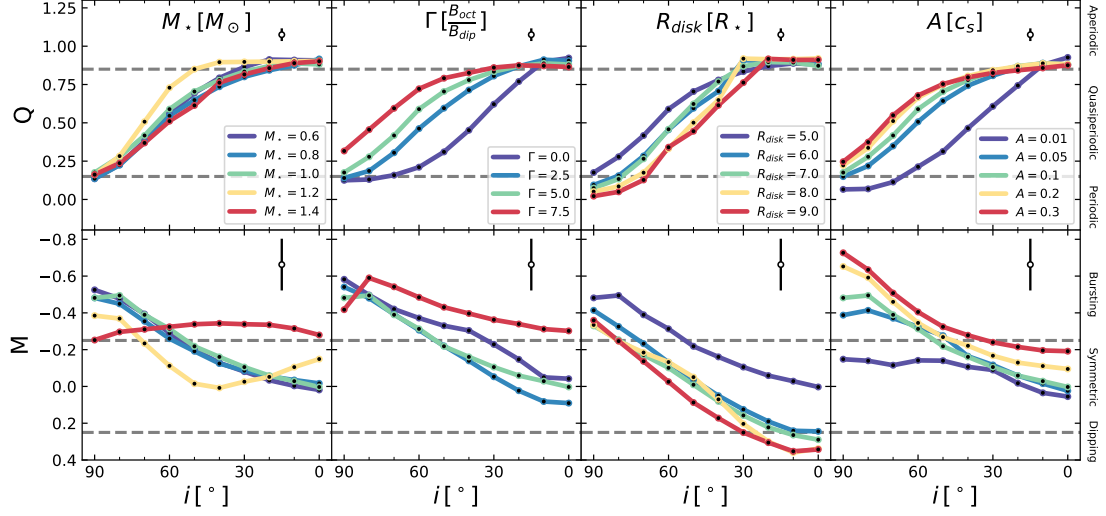 M⋆ [M⊙]
Γ [B_oct/B_dip]
R_disk [R⋆]
A [c_s]
1.25
1.00
0.75
0.50
0.25
0.00
Q
M⋆ = 0.6
M⋆ = 0.8
M⋆ = 1.0
M⋆ = 1.2
M⋆ = 1.4
Γ = 0.0
Γ = 2.5
Γ = 5.0
Γ = 7.5
R_disk = 5.0
R_disk = 6.0
R_disk = 7.0
R_disk = 8.0
R_disk = 9.0
A = 0.01
A = 0.05
A = 0.1
A = 0.2
A = 0.3
Aperiodic
Quasiperiodic
Periodic
−0.8
−0.6
−0.4
−0.2
0.0
0.2
0.4
M
Bursting
Symmetric
Dipping
90 60 30 0
90 60 30 0
90 60 30 0
90 60 30 0
i [°]
i [°]
i [°]
i [°]